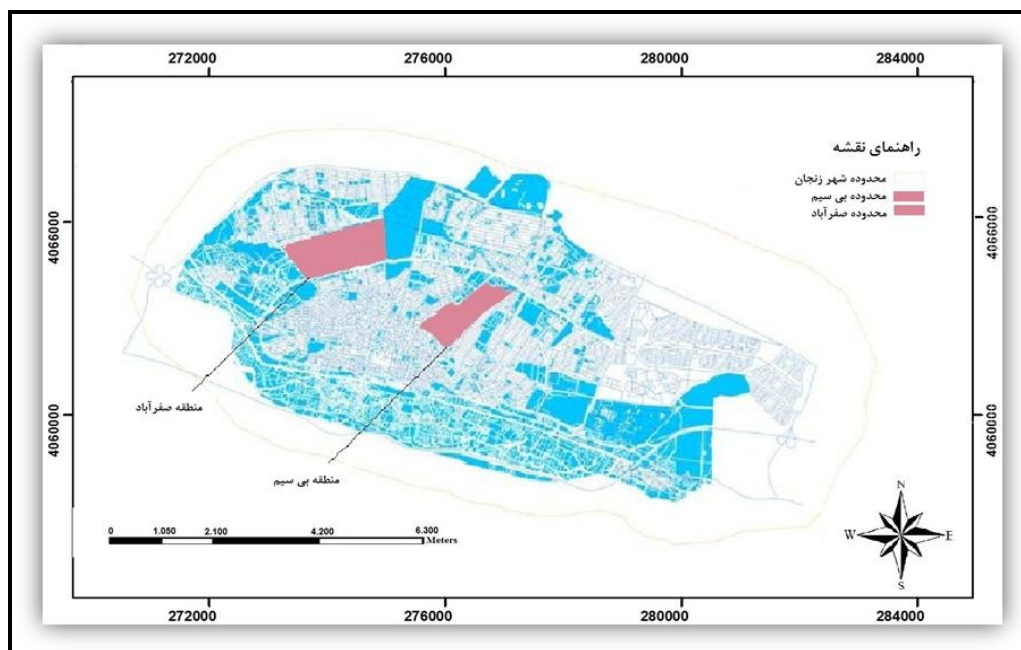 272000 276000 280000 284000
راهنمای نقشه
محدوده شهر زنجان
محدوده بی سیم
محدوده صفرآباد
4066000 4066000
4060000 4060000
منطقه صفرآباد
منطقه بی سیم
0 1.050 2.100 4.200 6.300
Meters
N
W E
S
272000 276000 280000 284000